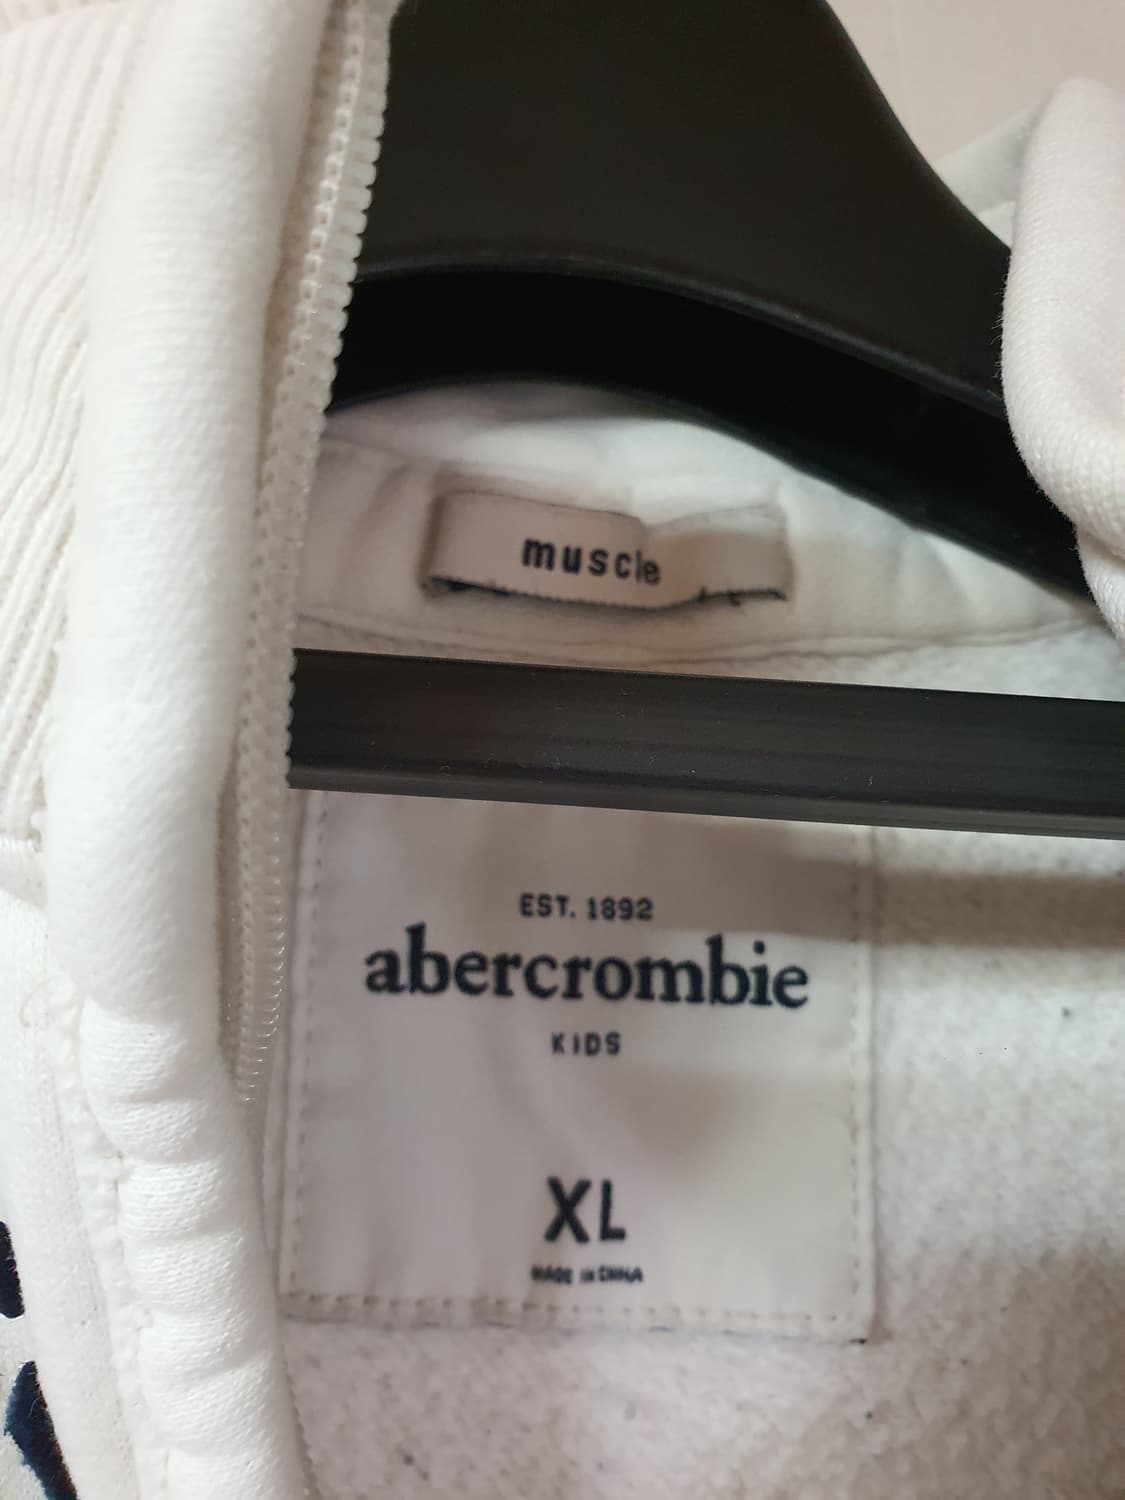 muscle
EST. 1892
abercrombie
KIDS
XL
MADE IN CHINA